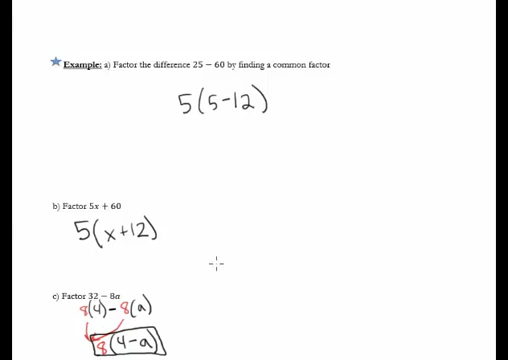 Example: a) Factor the difference 25 − 60 by finding a common factor
5(5-12)
b) Factor 5x + 60
5(x+12)
c) Factor 32 − 8a
8(4)-8(a)
8(4-a)